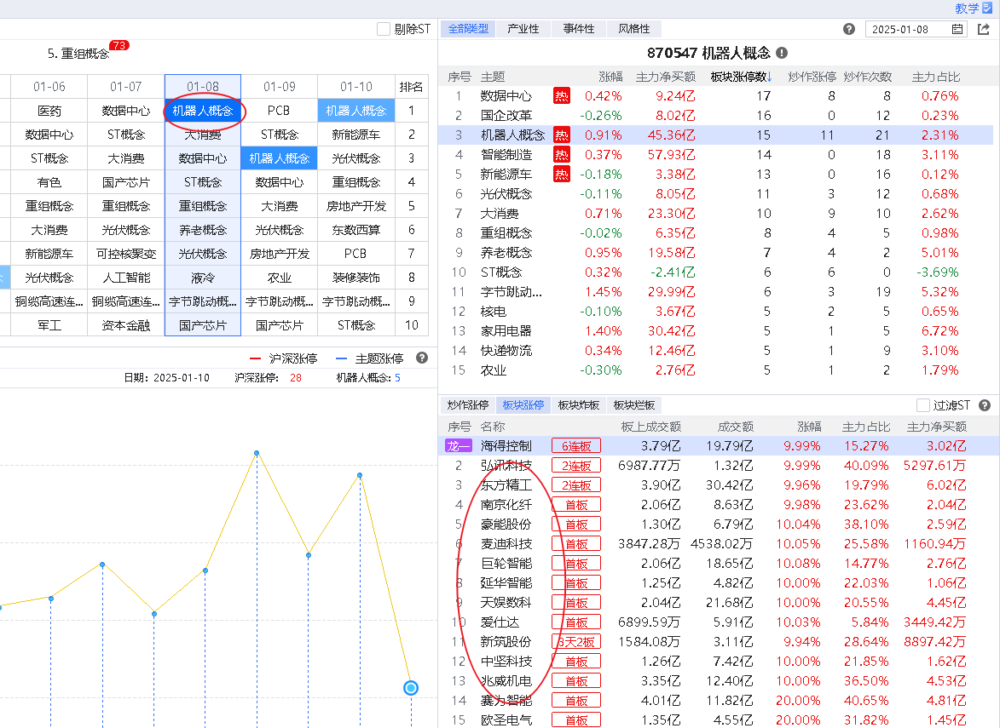 教学
剔除ST
5. 重组概念 73
01-06 01-07 01-08 01-09 01-10 排名
医药 数据中心 机器人概念 PCB 机器人概念 1
数据中心 ST概念 大消费 ST概念 新能源车 2
ST概念 大消费 数据中心 机器人概念 光伏概念 3
有色 国产芯片 ST概念 数据中心 重组概念 4
重组概念 重组概念 重组概念 大消费 房地产开发 5
大消费 光伏概念 养老概念 光伏概念 东数西算 6
新能源车 可控核聚变 光伏概念 房地产开发 PCB 7
光伏概念 人工智能 液冷 农业 装修装饰 8
铜缆高速连... 铜缆高速连... 字节跳动概... 字节跳动概... 字节跳动概... 9
军工 资本金融 国产芯片 国产芯片 ST概念 10
沪深涨停 主题涨停 ?
日期: 2025-01-10 沪深涨停: 28 机器人概念: 5
全部类型 产业性 事件性 风格性 ? 2025-01-08
870547 机器人概念 !
序号 主题 涨幅 主力净买额 板块涨停数↓ 炒作涨停 炒作次数 主力占比
1 数据中心 热 0.42% 9.24亿 17 8 8 0.76%
2 国企改革 -0.26% 8.02亿 16 0 12 0.23%
3 机器人概念 热 0.91% 45.36亿 15 11 21 2.31%
4 智能制造 热 0.37% 57.93亿 14 0 18 3.11%
5 新能源车 热 -0.18% 3.38亿 13 0 16 0.12%
6 光伏概念 -0.11% 8.05亿 11 3 12 0.68%
7 大消费 0.71% 23.30亿 10 9 10 2.62%
8 重组概念 -0.02% 6.35亿 8 4 5 0.98%
9 养老概念 0.95% 19.58亿 7 4 2 5.01%
10 ST概念 0.32% -2.41亿 6 6 0 -3.69%
11 字节跳动... 1.45% 29.99亿 6 3 19 5.32%
12 核电 -0.10% 3.67亿 5 2 5 0.65%
13 家用电器 1.40% 30.42亿 5 1 5 6.72%
14 快递物流 0.34% 12.46亿 5 1 9 3.10%
15 农业 -0.30% 2.76亿 5 1 2 1.79%
炒作涨停 板块涨停 板块炸板 板块烂板 过滤ST ?
序号 名称 板上成交额 成交额 涨幅 主力占比 主力净买额
龙一 海得控制 6连板 3.79亿 19.79亿 9.99% 15.27% 3.02亿
2 弘讯科技 2连板 6987.77万 1.32亿 9.99% 40.09% 5297.61万
3 东方精工 2连板 3.90亿 30.42亿 9.96% 19.79% 6.02亿
4 南京化纤 首板 2.06亿 8.63亿 9.98% 23.62% 2.04亿
5 豪能股份 首板 1.30亿 6.79亿 10.04% 38.10% 2.59亿
6 麦迪科技 首板 3847.28万 4538.02万 10.05% 25.58% 1160.94万
7 巨轮智能 首板 2.06亿 18.65亿 10.08% 14.77% 2.76亿
8 延华智能 首板 1.25亿 4.82亿 10.00% 22.03% 1.06亿
9 天娱数科 首板 2.04亿 21.68亿 10.00% 20.55% 4.45亿
10 爱仕达 首板 6899.59万 5.91亿 10.03% 5.84% 3449.42万
11 新筑股份 3天2板 1584.08万 3.11亿 9.94% 28.64% 8897.42万
12 中坚科技 首板 1.26亿 7.42亿 10.00% 21.85% 1.62亿
13 兆威机电 首板 3.35亿 12.40亿 10.00% 36.50% 4.53亿
14 赛为智能 首板 4.01亿 11.82亿 20.00% 40.65% 4.81亿
15 欧圣电气 首板 1.35亿 4.55亿 20.00% 31.82% 1.45亿